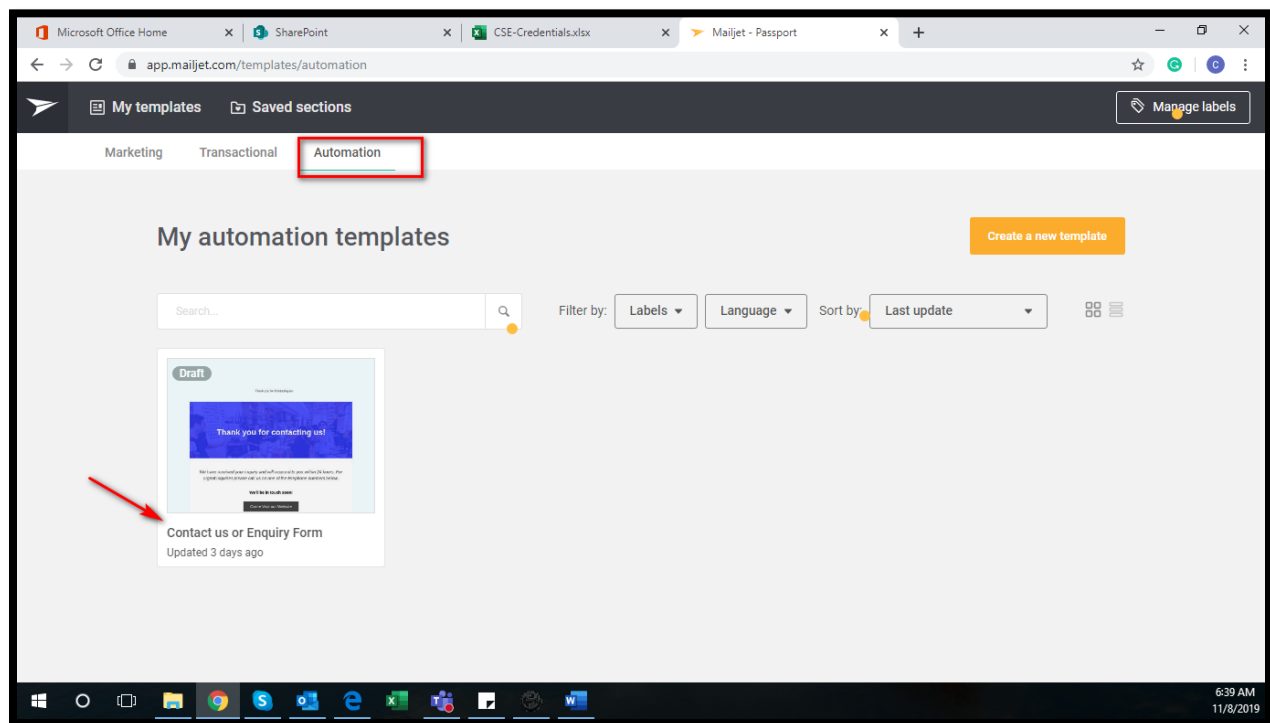 Microsoft Office Home
SharePoint
CSE-Credentials.xlsx
Mailjet - Passport
app.mailjet.com/templates/automation
C
My templates
Saved sections
Manage labels
Marketing
Transactional
Automation
My automation templates
Create a new template
Search...
Filter by:
Labels
Language
Sort by
Last update
Draft
Thank you for contacting us!
We'll be in touch soon!
Contact us or Enquiry Form
Updated 3 days ago
6:39 AM
11/8/2019